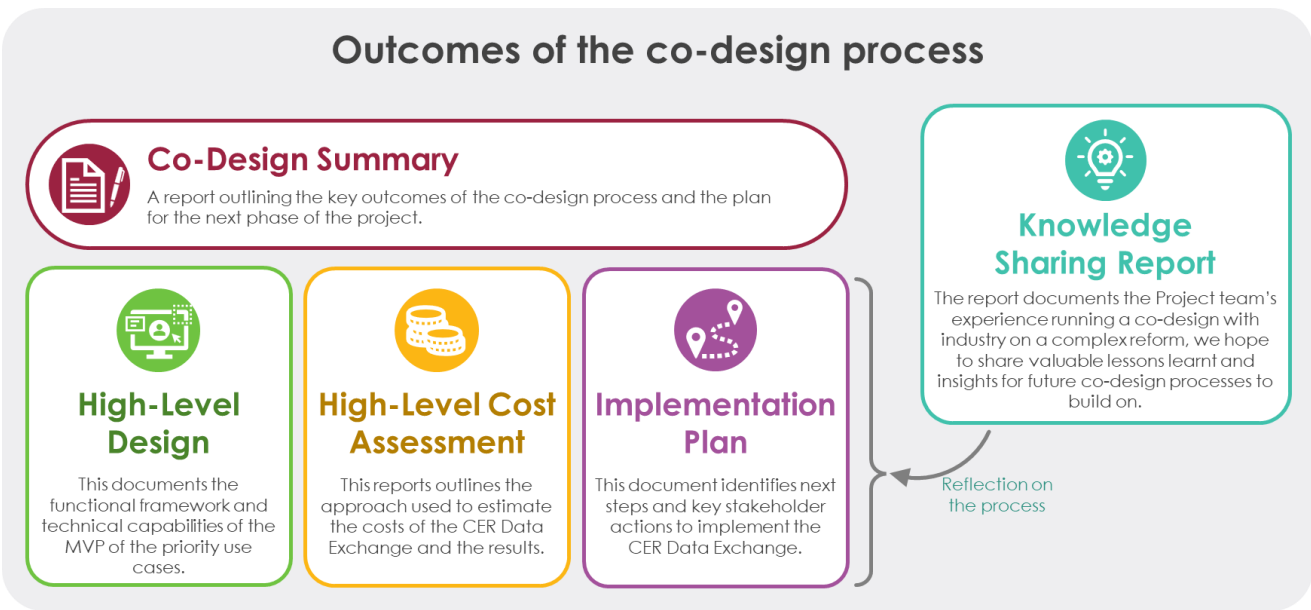 Outcomes of the co-design process
Co-Design Summary
A report outlining the key outcomes of the co-design process and the plan
for the next phase of the project.
High-Level
Design
This documents the
functional framework and
technical capabilities of the
MVP of the priority use
cases.
High-Level Cost
Assessment
This reports outlines the
approach used to estimate
the costs of the CER Data
Exchange and the results.
Implementation
Plan
This document identifies next
steps and key stakeholder
actions to implement the
CER Data Exchange.
Knowledge
Sharing Report
The report documents the Project team's
experience running a co-design with
industry on a complex reform, we hope
to share valuable lessons learnt and
insights for future co-design processes to
build on.
Reflection on
the process